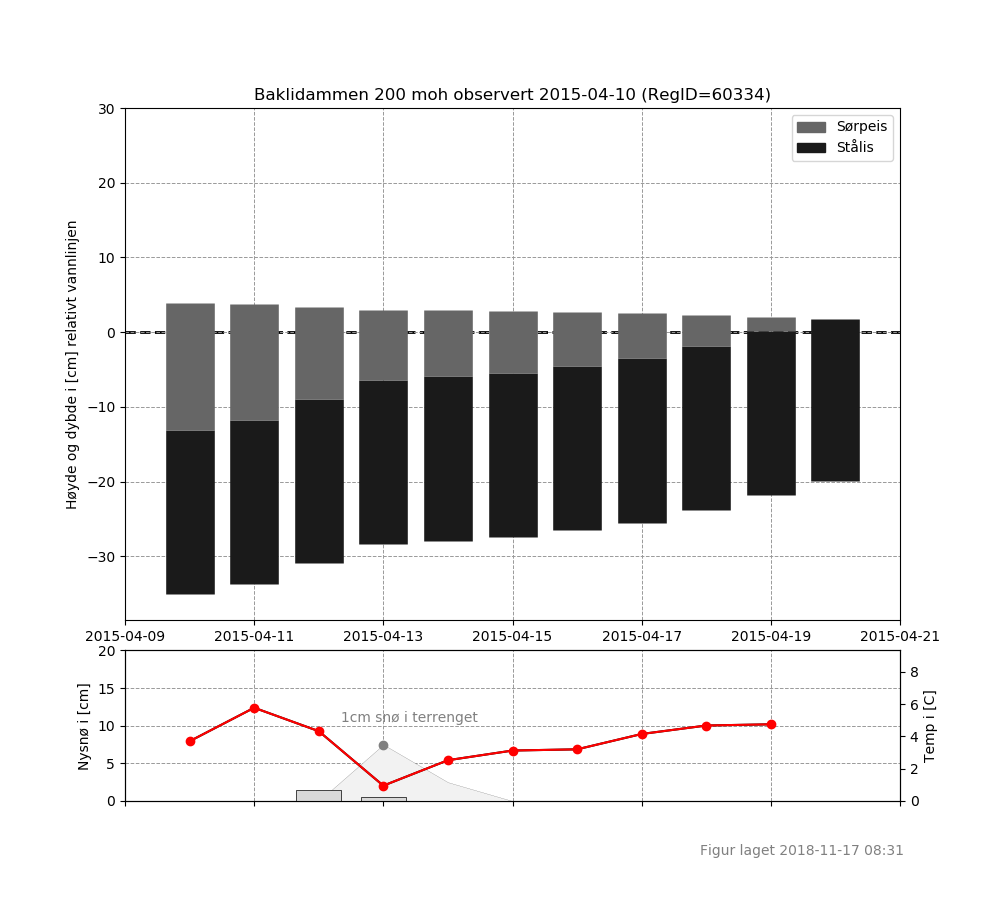 Baklidammen 200 moh observert 2015-04-10 (RegID=60334)
Sørpeis
Stålis
Høyde og dybde i [cm] relativt vannlinjen
30
20
10
0
−10
−20
−30
2015-04-09 2015-04-11 2015-04-13 2015-04-15 2015-04-17 2015-04-19 2015-04-21
Nysnø i [cm]
20
15
10
5
0
1cm snø i terrenget
8
6
4
2
0
Temp i [C]
Figur laget 2018-11-17 08:31